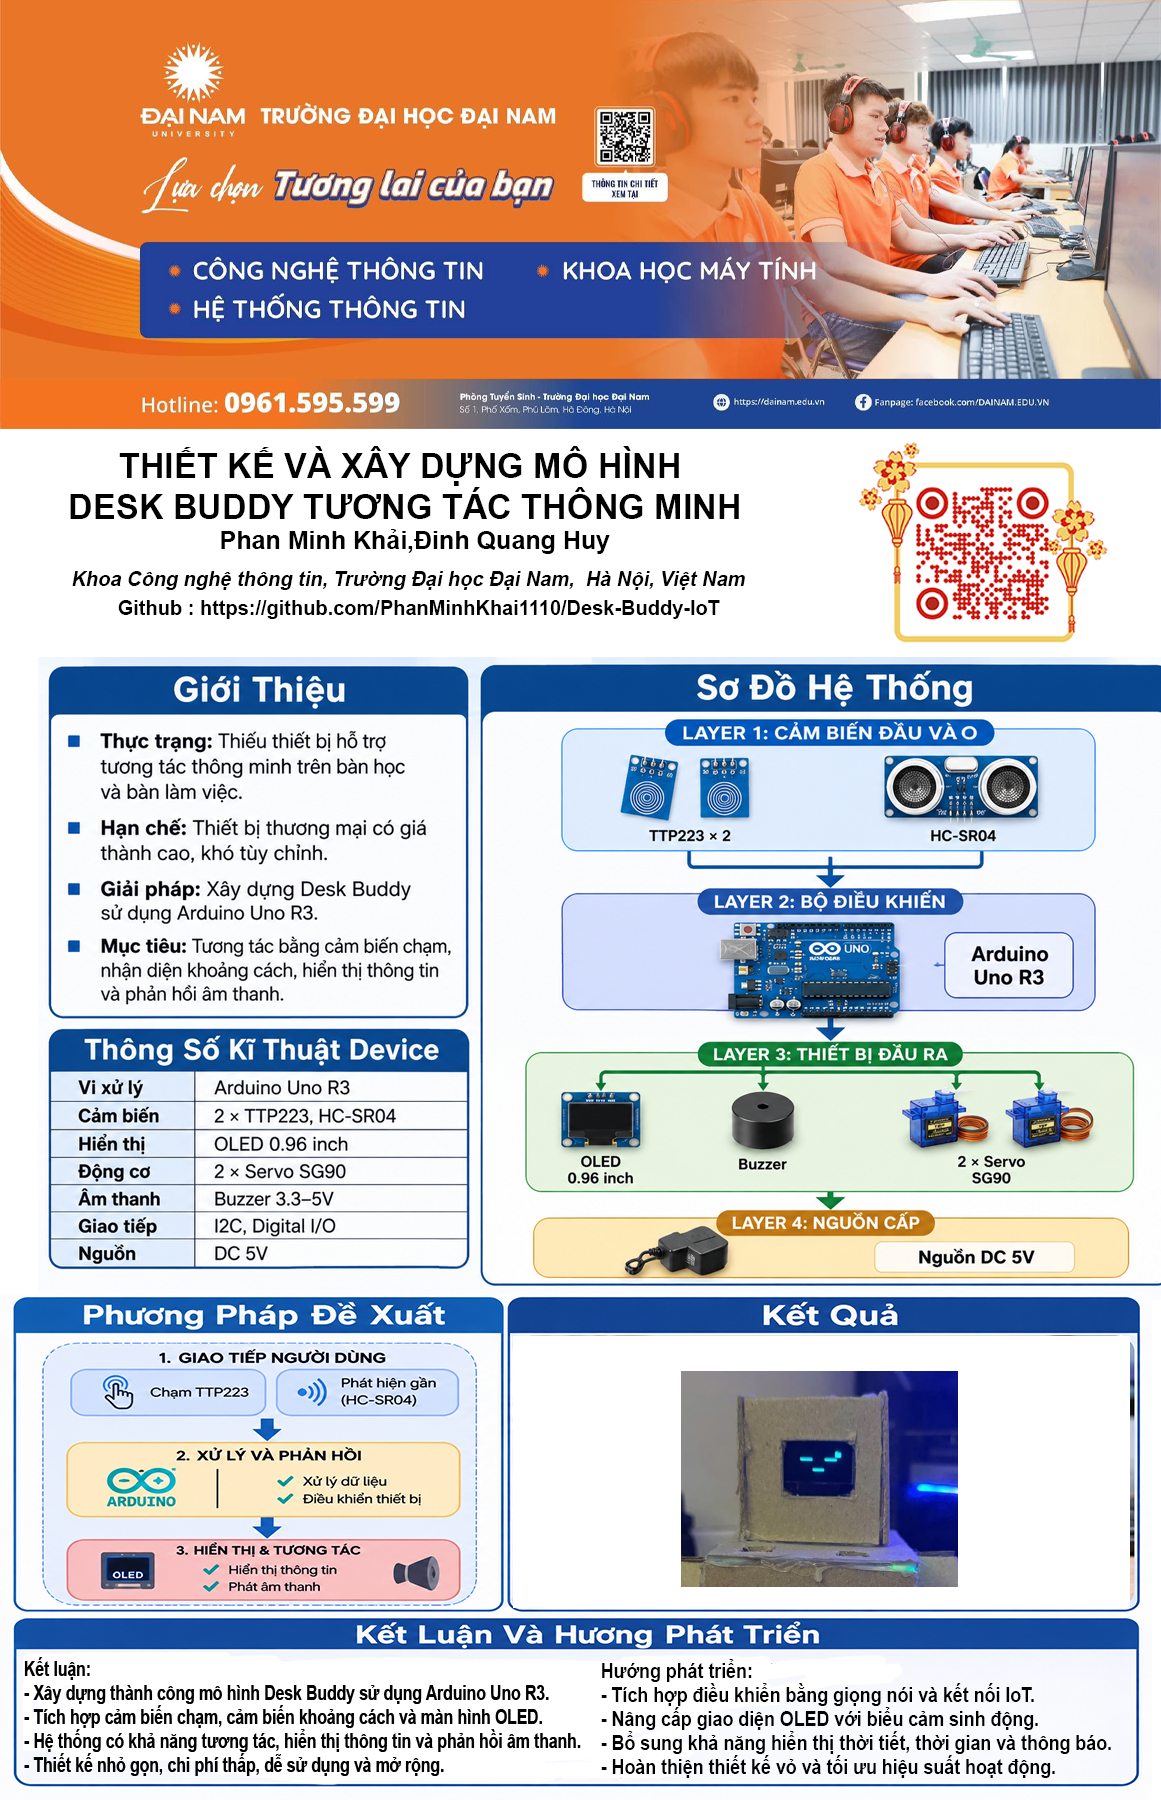 ĐẠI NAM
UNIVERSITY
TRƯỜNG ĐẠI HỌC ĐẠI NAM
Lựa chọn Tương lai của bạn
THÔNG TIN CHI TIẾT
XEM TẠI
CÔNG NGHỆ THÔNG TIN
KHOA HỌC MÁY TÍNH
HỆ THỐNG THÔNG TIN
Hotline: 0961.595.599
Phòng Tuyển Sinh - Trường Đại học Đại Nam
Số 1, Phố Xốm, Phú Lãm, Hà Đông, Hà Nội
https://dainam.edu.vn
Fanpage: facebook.com/DAINAM.EDU.VN
THIẾT KẾ VÀ XÂY DỰNG MÔ HÌNH
DESK BUDDY TƯƠNG TÁC THÔNG MINH
Phan Minh Khải,Đinh Quang Huy
Khoa Công nghệ thông tin, Trường Đại học Đại Nam, Hà Nội, Việt Nam
Github : https://github.com/PhanMinhKhai1110/Desk-Buddy-IoT
Giới Thiệu
Thực trạng: Thiếu thiết bị hỗ trợ
tương tác thông minh trên bàn học
và bàn làm việc.
Hạn chế: Thiết bị thương mại có giá
thành cao, khó tùy chỉnh.
Giải pháp: Xây dựng Desk Buddy
sử dụng Arduino Uno R3.
Mục tiêu: Tương tác bằng cảm biến chạm,
nhận diện khoảng cách, hiển thị thông tin
và phản hồi âm thanh.
Thông Số Kĩ Thuật Device
Vi xử lý Arduino Uno R3
Cảm biến 2 × TTP223, HC-SR04
Hiển thị OLED 0.96 inch
Động cơ 2 × Servo SG90
Âm thanh Buzzer 3.3–5V
Giao tiếp I2C, Digital I/O
Nguồn DC 5V
Sơ Đồ Hệ Thống
LAYER 1: CẢM BIẾN ĐẦU VÀ O
TTP223 × 2
HC-SR04
LAYER 2: BỘ ĐIỀU KHIỂN
UNO
Arduino
Uno R3
LAYER 3: THIẾT BỊ ĐẦU RA
OLED
0.96 inch
Buzzer
2 × Servo
SG90
LAYER 4: NGUỒN CẤP
Nguồn DC 5V
Phương Pháp Đề Xuất
1. GIAO TIẾP NGƯỜI DÙNG
Chạm TTP223
Phát hiện gần
(HC-SR04)
2. XỬ LÝ VÀ PHẢN HỒI
ARDUINO
Xử lý dữ liệu
Điều khiển thiết bị
3. HIỂN THỊ & TƯƠNG TÁC
OLED
Hiển thị thông tin
Phát âm thanh
Kết Quả
Kết Luận Và Hương Phát Triển
Kết luận:
- Xây dựng thành công mô hình Desk Buddy sử dụng Arduino Uno R3.
- Tích hợp cảm biến chạm, cảm biến khoảng cách và màn hình OLED.
- Hệ thống có khả năng tương tác, hiển thị thông tin và phản hồi âm thanh.
- Thiết kế nhỏ gọn, chi phí thấp, dễ sử dụng và mở rộng.
Hướng phát triển:
- Tích hợp điều khiển bằng giọng nói và kết nối IoT.
- Nâng cấp giao diện OLED với biểu cảm sinh động.
- Bổ sung khả năng hiển thị thời tiết, thời gian và thông báo.
- Hoàn thiện thiết kế vỏ và tối ưu hiệu suất hoạt động.